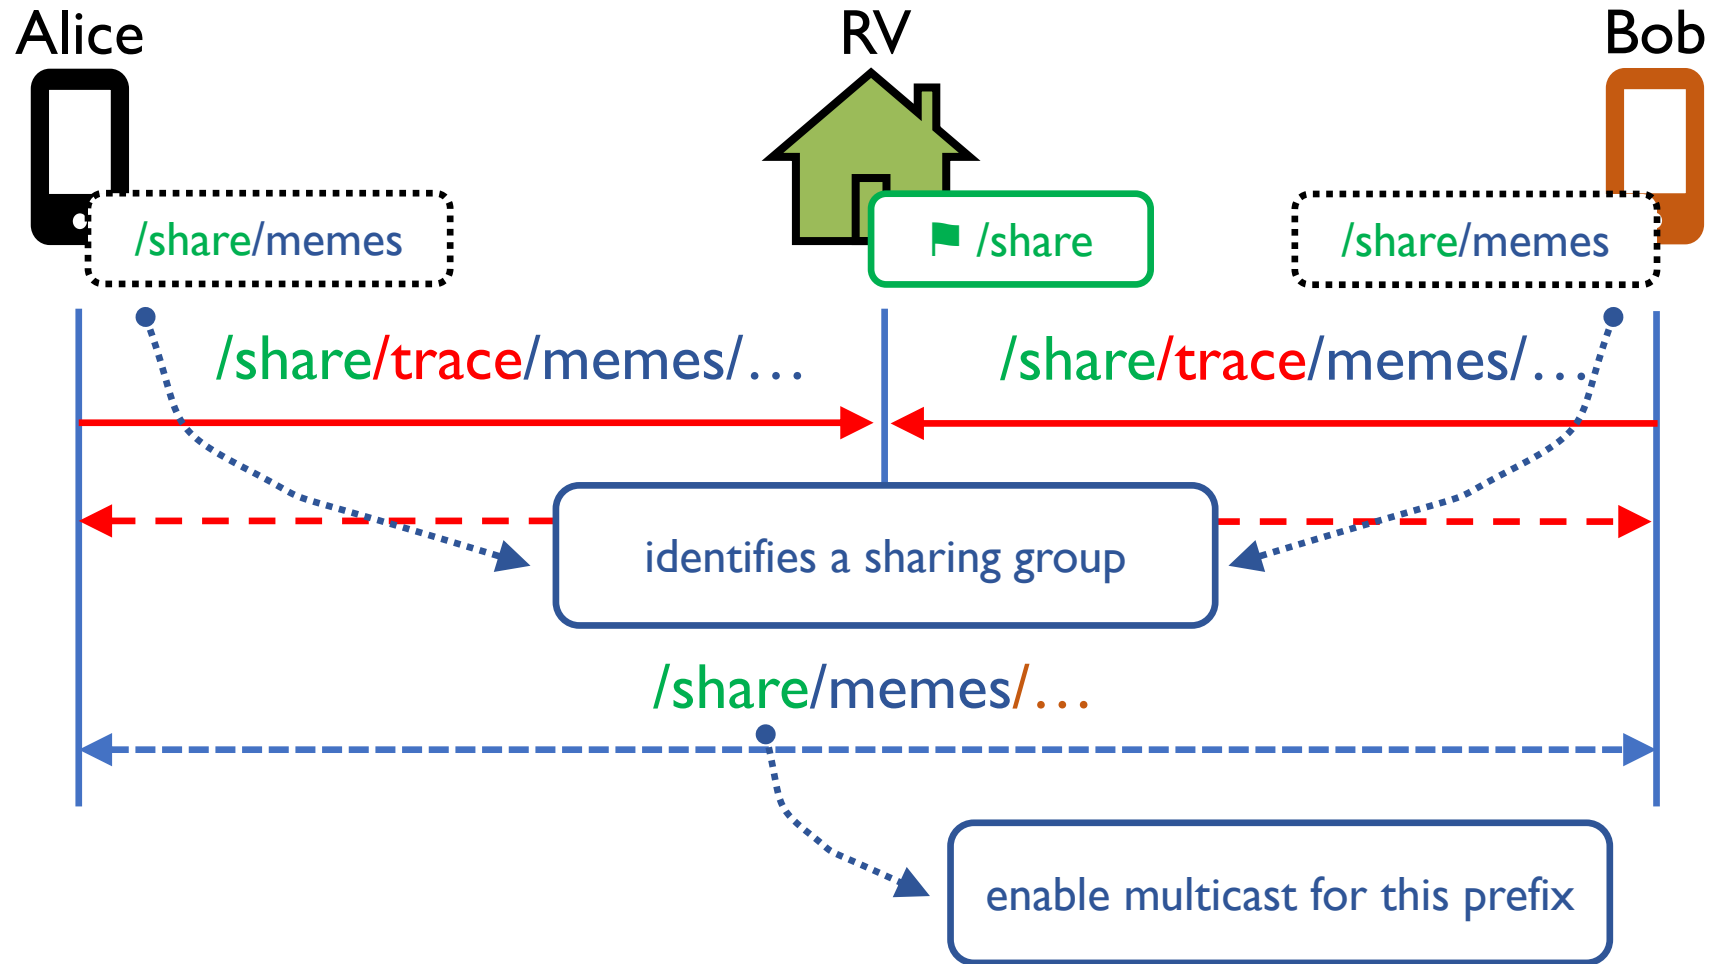 Alice
RV
Bob
/share/memes
/share
/share/memes
/share/trace/memes/…
/share/trace/memes/…
identifies a sharing group
/share/memes/…
enable multicast for this prefix